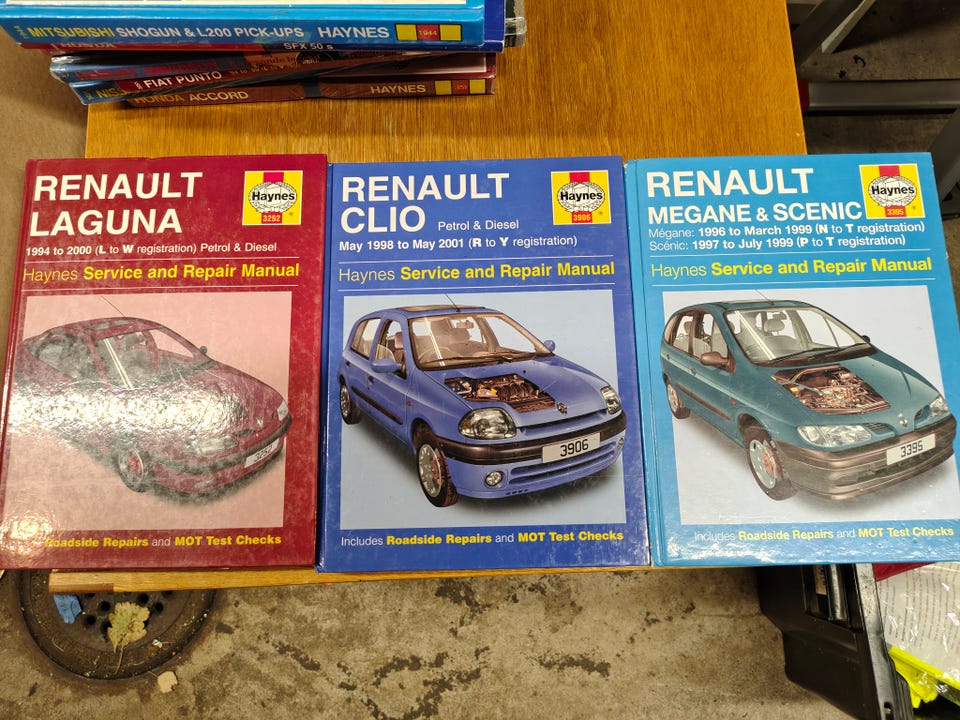 MITSUBISHI SHOGUN & L200 PICK-UPS HAYNES 1944
HONDA SFX 50 s
FIAT PUNTO
NISS
HONDA ACCORD HAYNES 351
RENAULT
LAGUNA
Haynes
3252
1994 to 2000 (L to W registration) Petrol & Diesel
Haynes Service and Repair Manual
3252
Roadside Repairs and MOT Test Checks
RENAULT
CLIO Petrol & Diesel
Haynes
3906
May 1998 to May 2001 (R to Y registration)
Haynes Service and Repair Manual
3906
Includes Roadside Repairs and MOT Test Checks
RENAULT
MEGANE & SCENIC
Haynes
3395
Mégane: 1996 to March 1999 (N to T registration)
Scénic: 1997 to July 1999 (P to T registration)
Haynes Service and Repair Manual
3395
Includes Roadside Repairs and MOT Test Checks